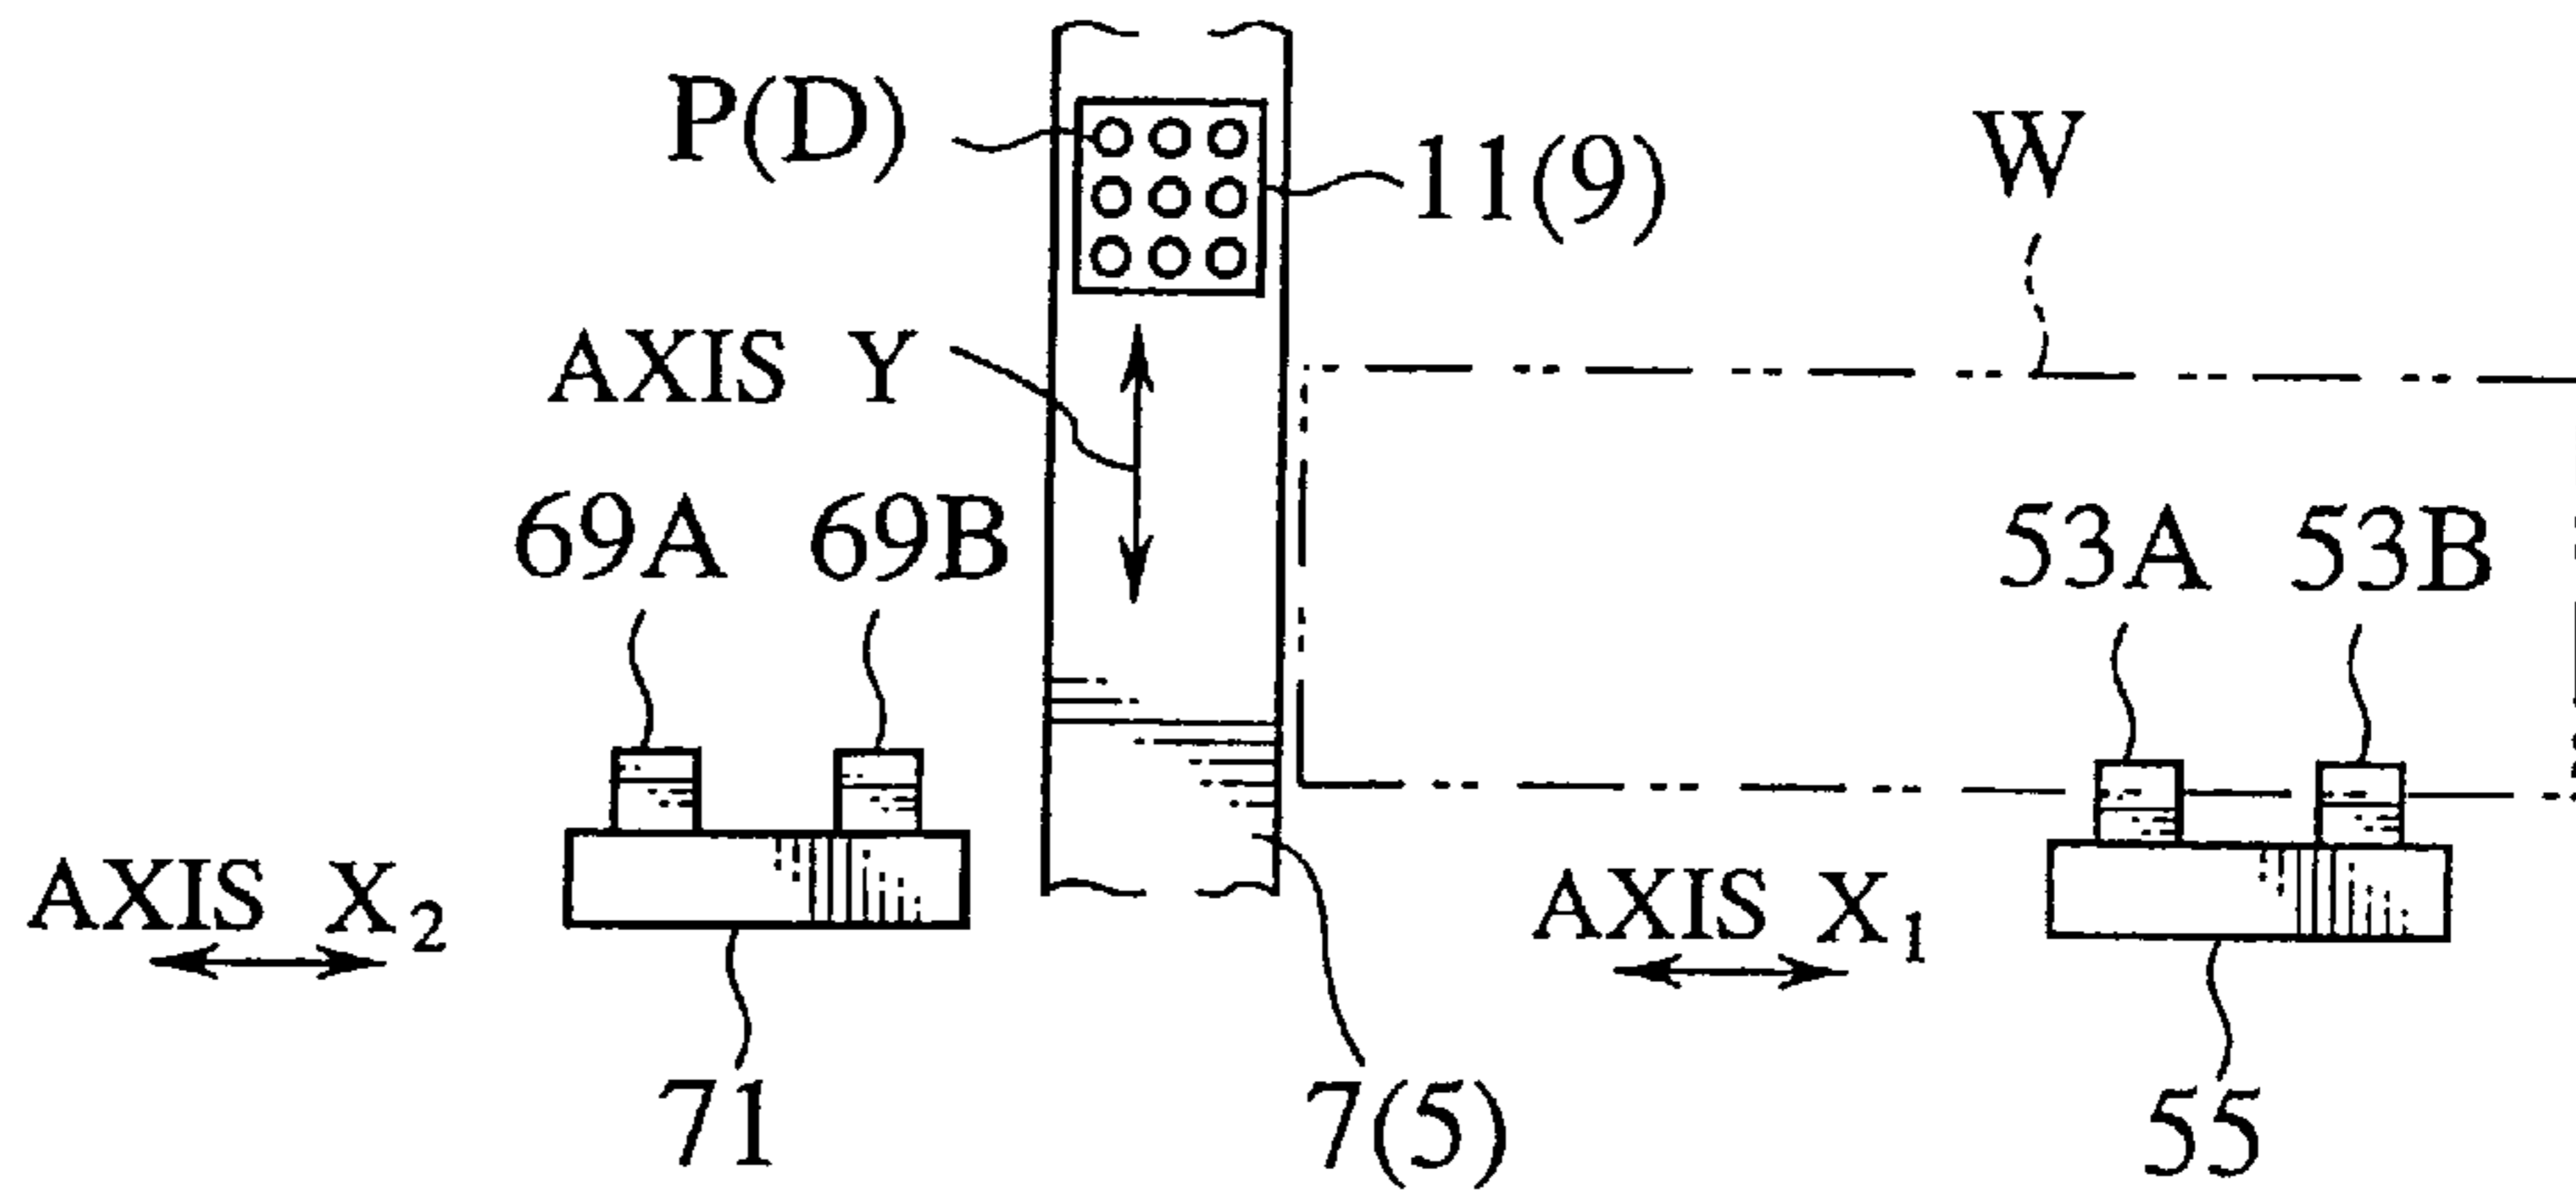 P(D)
11(9)
W
AXIS Y
69A
69B
53A
53B
AXIS X₂
AXIS X₁
71
7(5)
55